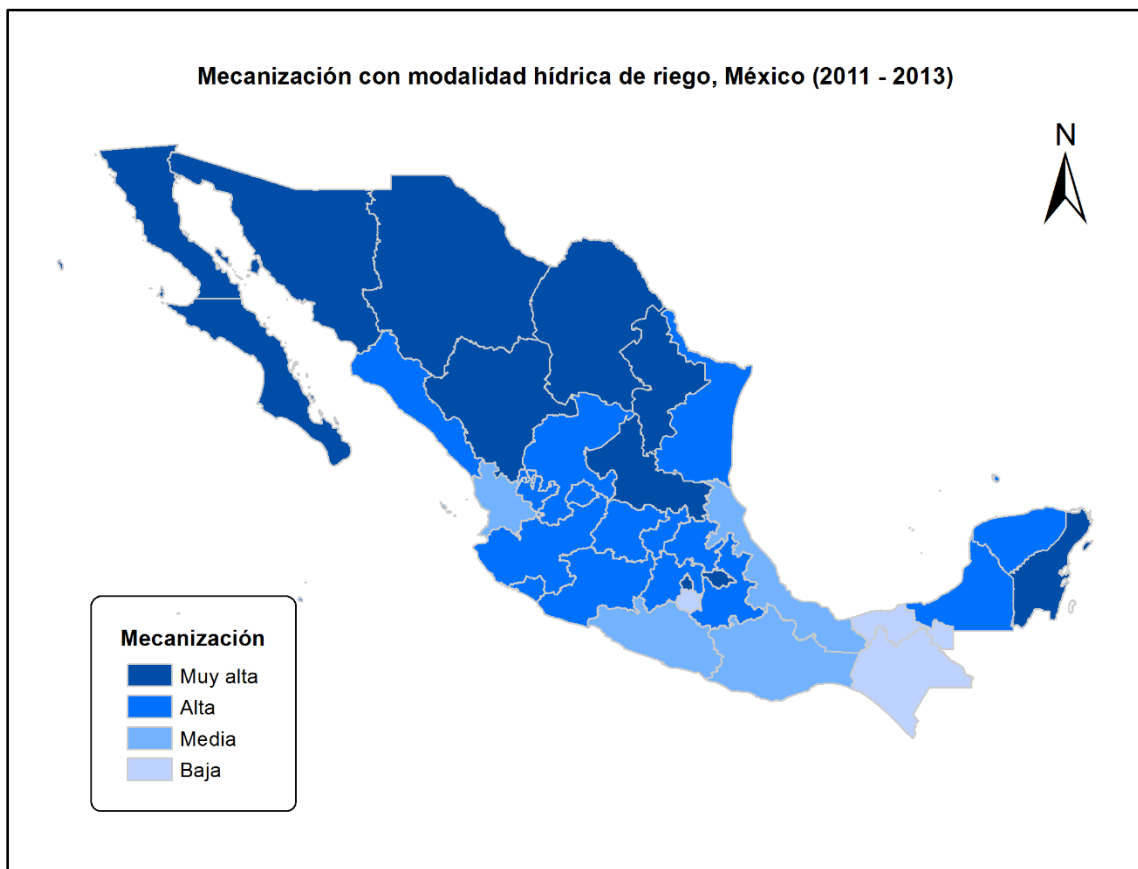 Mecanización con modalidad hídrica de riego, México (2011 - 2013)
N
Mecanización
Muy alta
Alta
Media
Baja